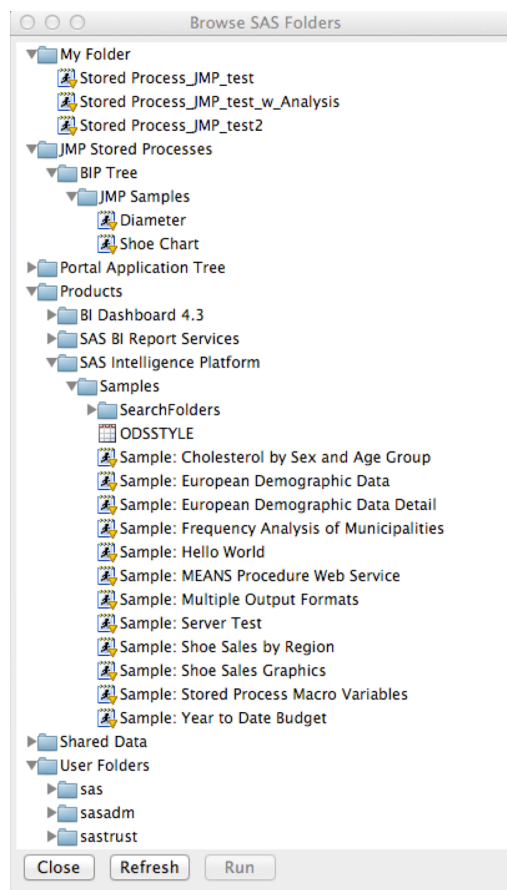 Browse SAS Folders
My Folder
Stored Process_JMP_test
Stored Process_JMP_test_w_Analysis
Stored Process_JMP_test2
JMP Stored Processes
BIP Tree
JMP Samples
Diameter
Shoe Chart
Portal Application Tree
Products
BI Dashboard 4.3
SAS BI Report Services
SAS Intelligence Platform
Samples
SearchFolders
ODSSTYLE
Sample: Cholesterol by Sex and Age Group
Sample: European Demographic Data
Sample: European Demographic Data Detail
Sample: Frequency Analysis of Municipalities
Sample: Hello World
Sample: MEANS Procedure Web Service
Sample: Multiple Output Formats
Sample: Server Test
Sample: Shoe Sales by Region
Sample: Shoe Sales Graphics
Sample: Stored Process Macro Variables
Sample: Year to Date Budget
Shared Data
User Folders
sas
sasadm
sastrust
Close Refresh Run